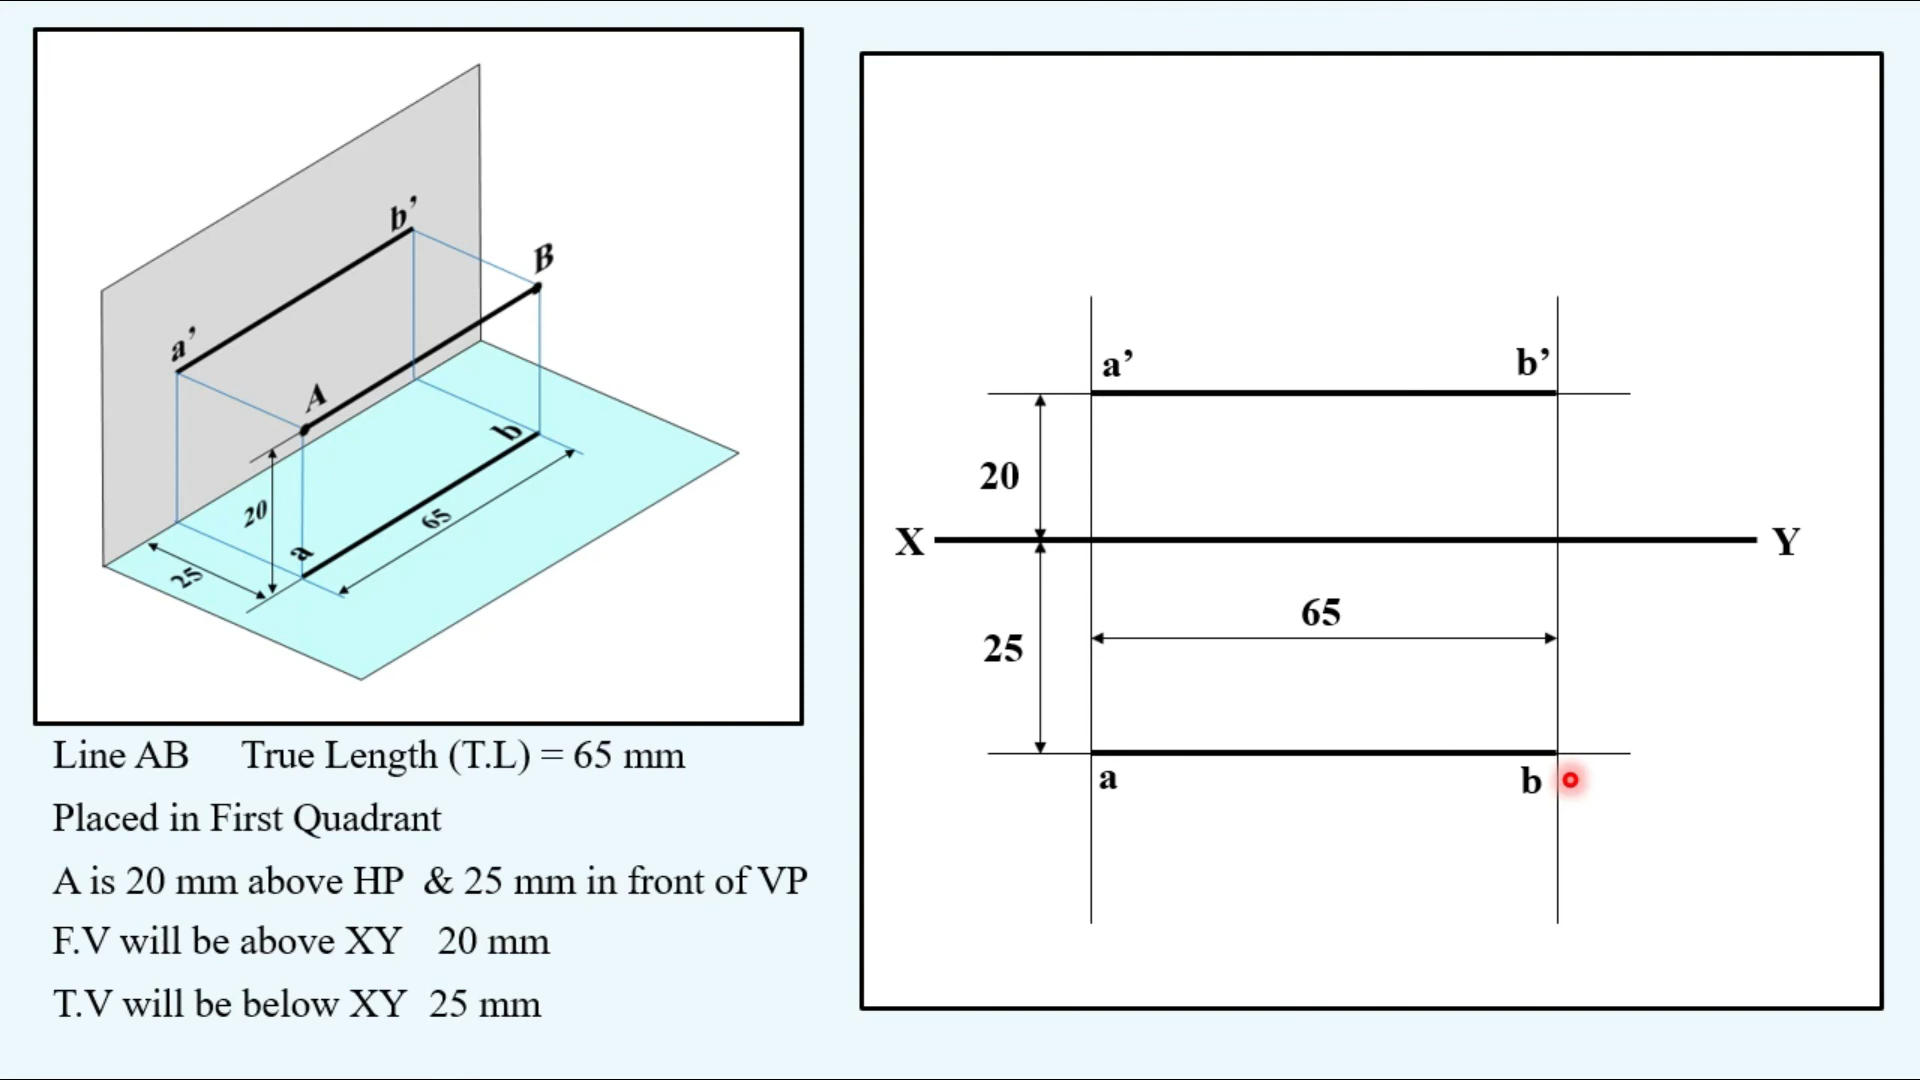 b’
B
a’
A
b
20
65
a
25
Line AB True Length (T.L) = 65 mm
Placed in First Quadrant
A is 20 mm above HP & 25 mm in front of VP
F.V will be above XY 20 mm
T.V will be below XY 25 mm
a’ b’
20
X Y
65
25
a b